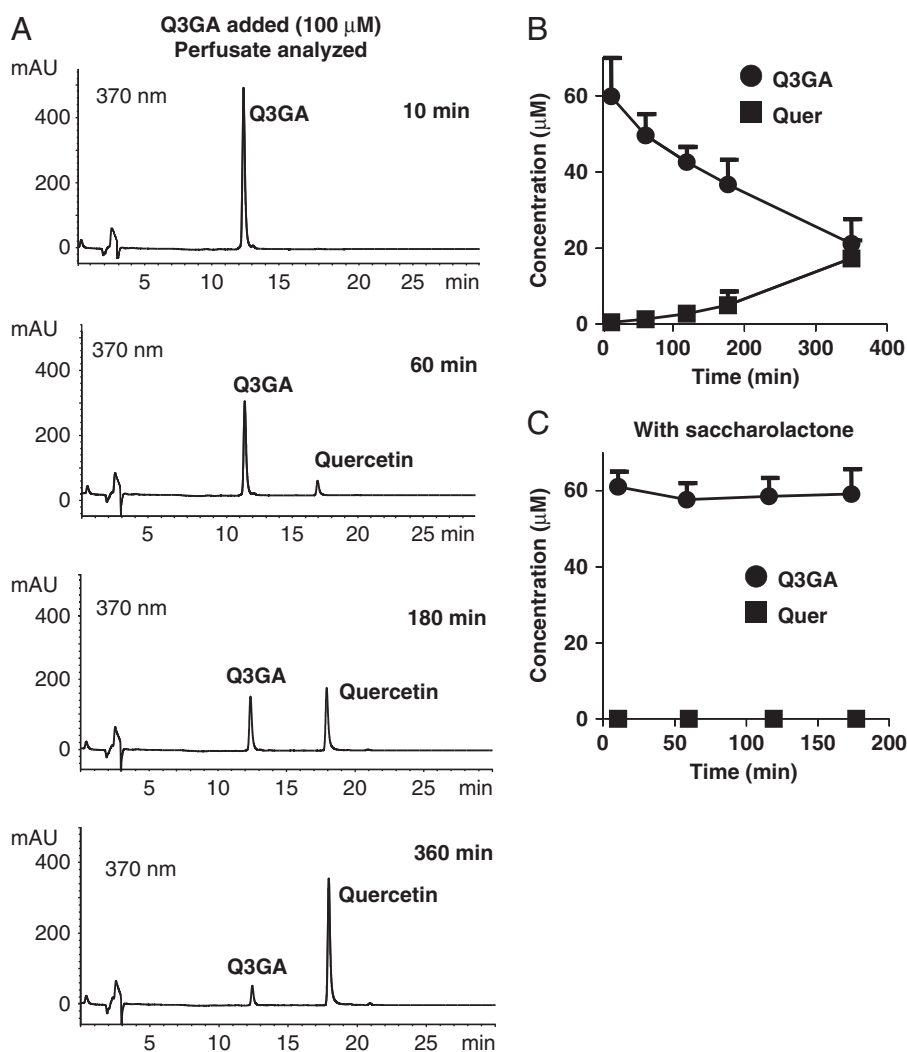 A
Q3GA added (100 μM)
Perfusate analyzed
mAU
370 nm
10 min
Q3GA
400
200
0
5 10 15 20 25 min
mAU
370 nm
60 min
Q3GA
Quercetin
400
200
0
5 10 15 20 25 min
mAU
370 nm
180 min
Q3GA
Quercetin
400
200
0
5 10 15 20 min
mAU
370 nm
360 min
Quercetin
Q3GA
400
200
0
5 10 15 20 min
B
Q3GA
Quer
Concentration (μM)
60
40
20
0
0 100 200 300 400
Time (min)
C
With saccharolactone
Q3GA
Quer
Concentration (μM)
60
40
20
0
0 50 100 150 200
Time (min)